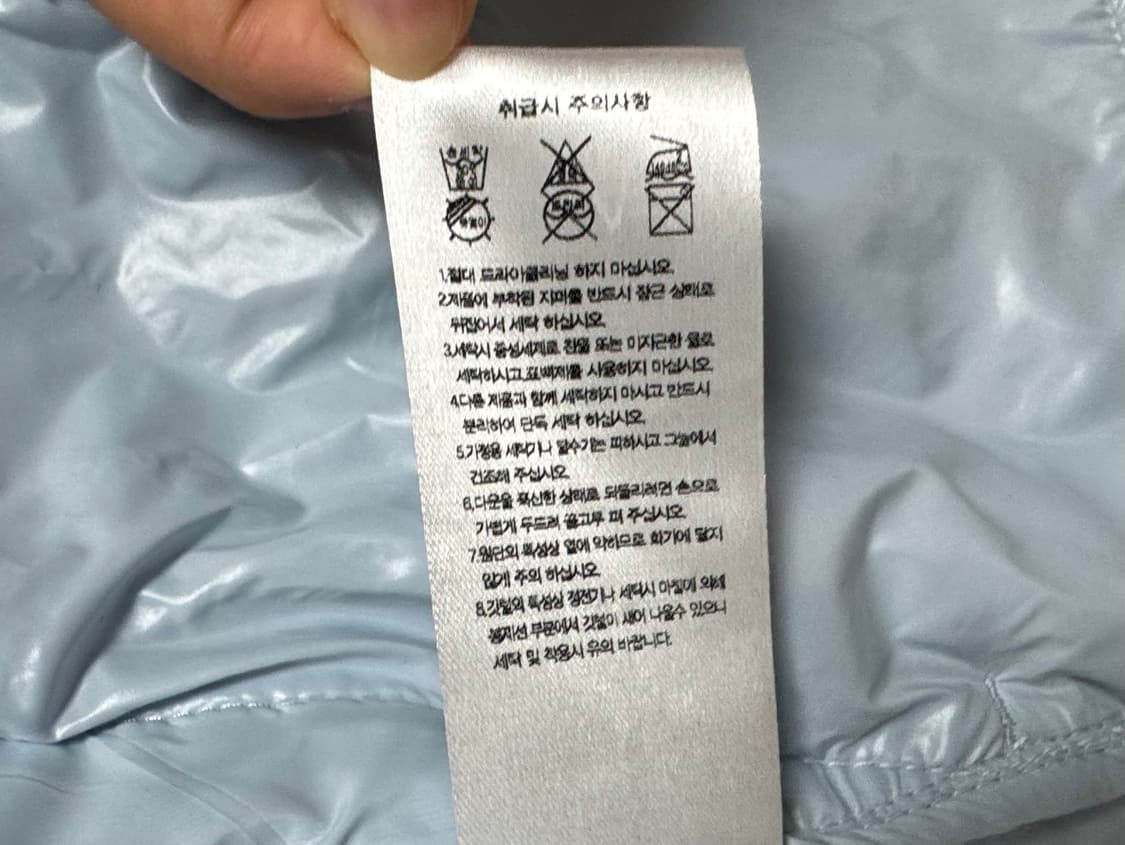 취급시 주의사항
손세탁
뉘덮이
드라이
1.절대 드라이클리닝 하지 마십시오.
2.제품에 부착된 지퍼를 반드시 잠근 상태로
뒤집어서 세탁 하십시오.
3.세탁시 중성세제로 찬물 또는 미지근한 물로
세탁하시고,표백제를 사용하지 마십시오.
4.다른 제품과 함께 세탁하지 마시고 반드시
분리하여 단독 세탁 하십시오.
5.가정용 세탁기나 탈수기는 피하시고 그늘에서
건조해 주십시오.
6.다운을 푹신한 상태로 되돌리려면 손으로
가볍게 두드려 골고루 펴 주십시오.
7.원단의 특성상 열에 약하므로 화기에 닿지
않게 주의 하십시오.
8.깃털의 특성상 정전기나 세탁시 마찰에 의해
봉제선 부분에서 깃털이 새어 나올수 있으니
세탁 및 착용시 유의 바랍니다.